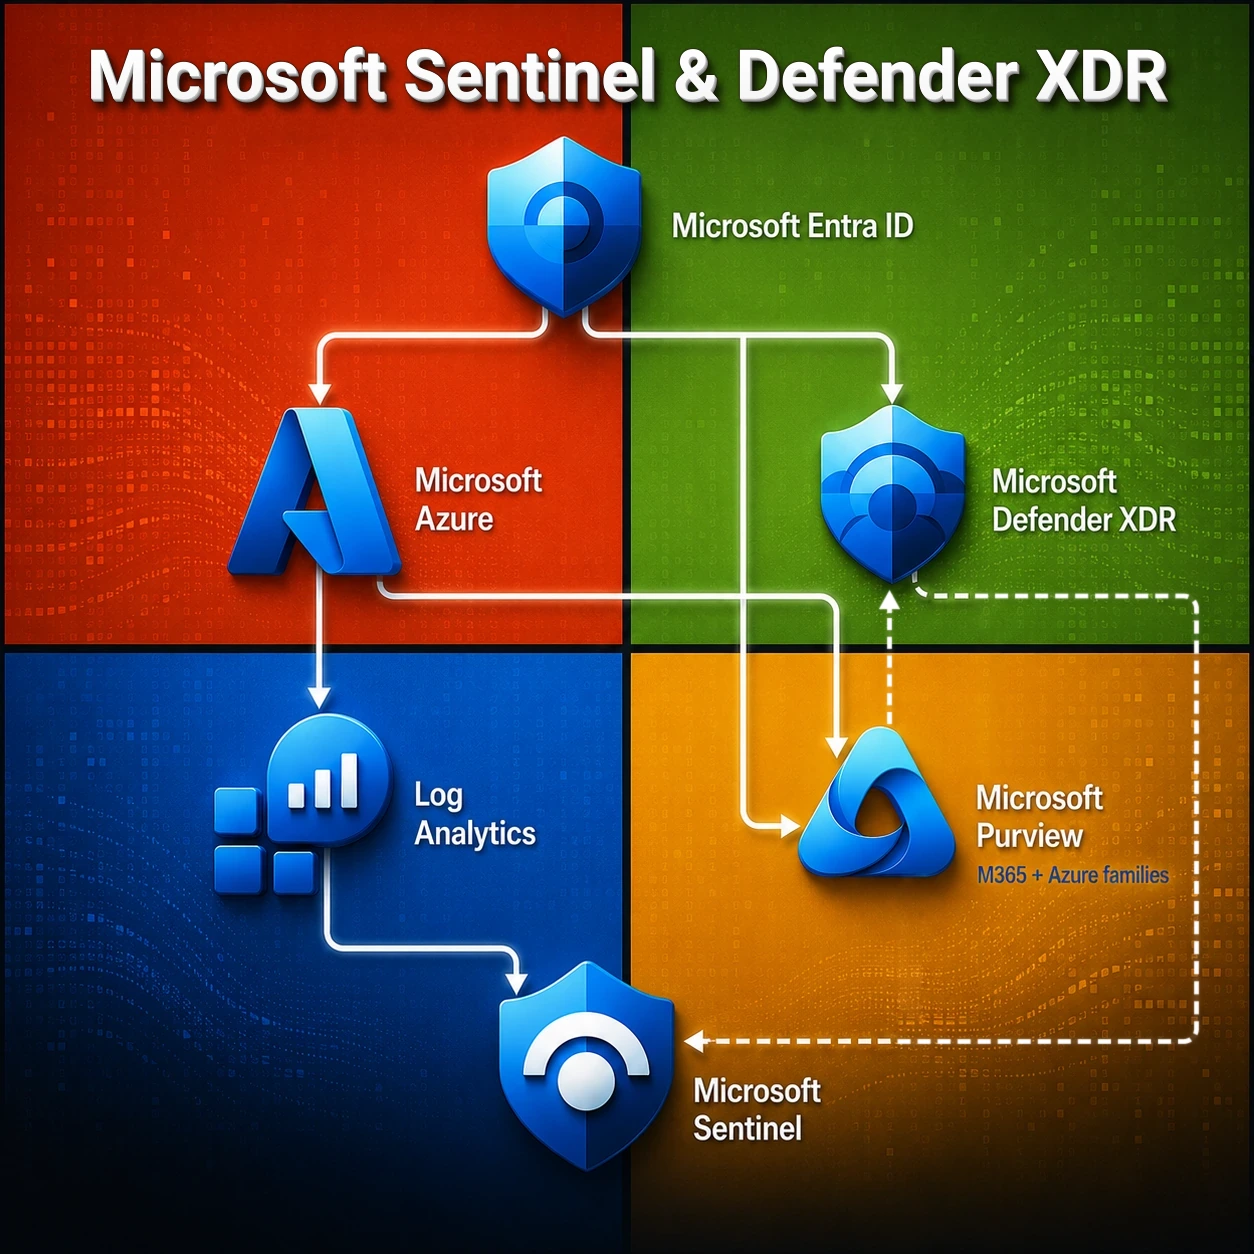 Microsoft Sentinel & Defender XDR
Microsoft Entra ID
Microsoft
Azure
Microsoft
Defender XDR
Log
Analytics
Microsoft
Purview
M365 + Azure families
Microsoft
Sentinel